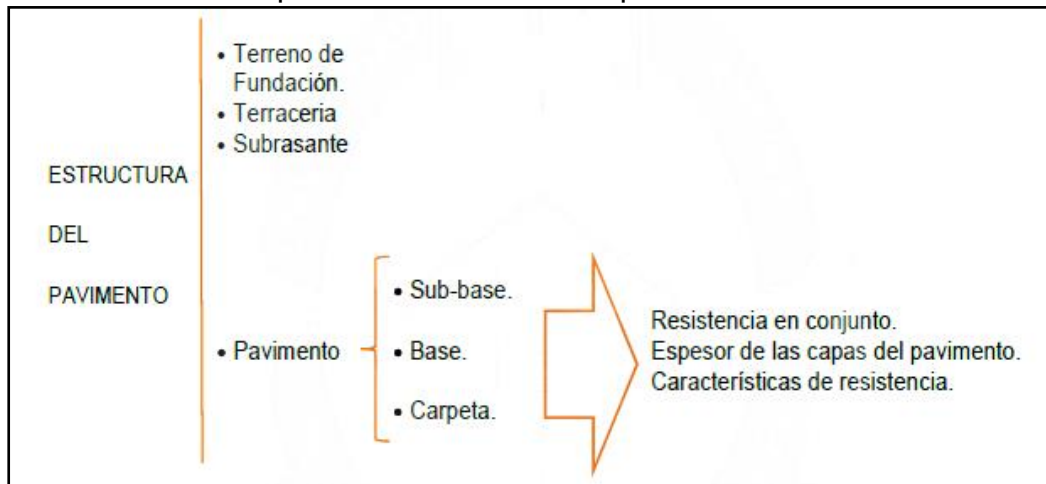 • Terreno de
Fundación.
• Terraceria
• Subrasante
ESTRUCTURA
DEL
PAVIMENTO
• Pavimento
• Sub-base.
• Base.
• Carpeta.
Resistencia en conjunto.
Espesor de las capas del pavimento.
Características de resistencia.